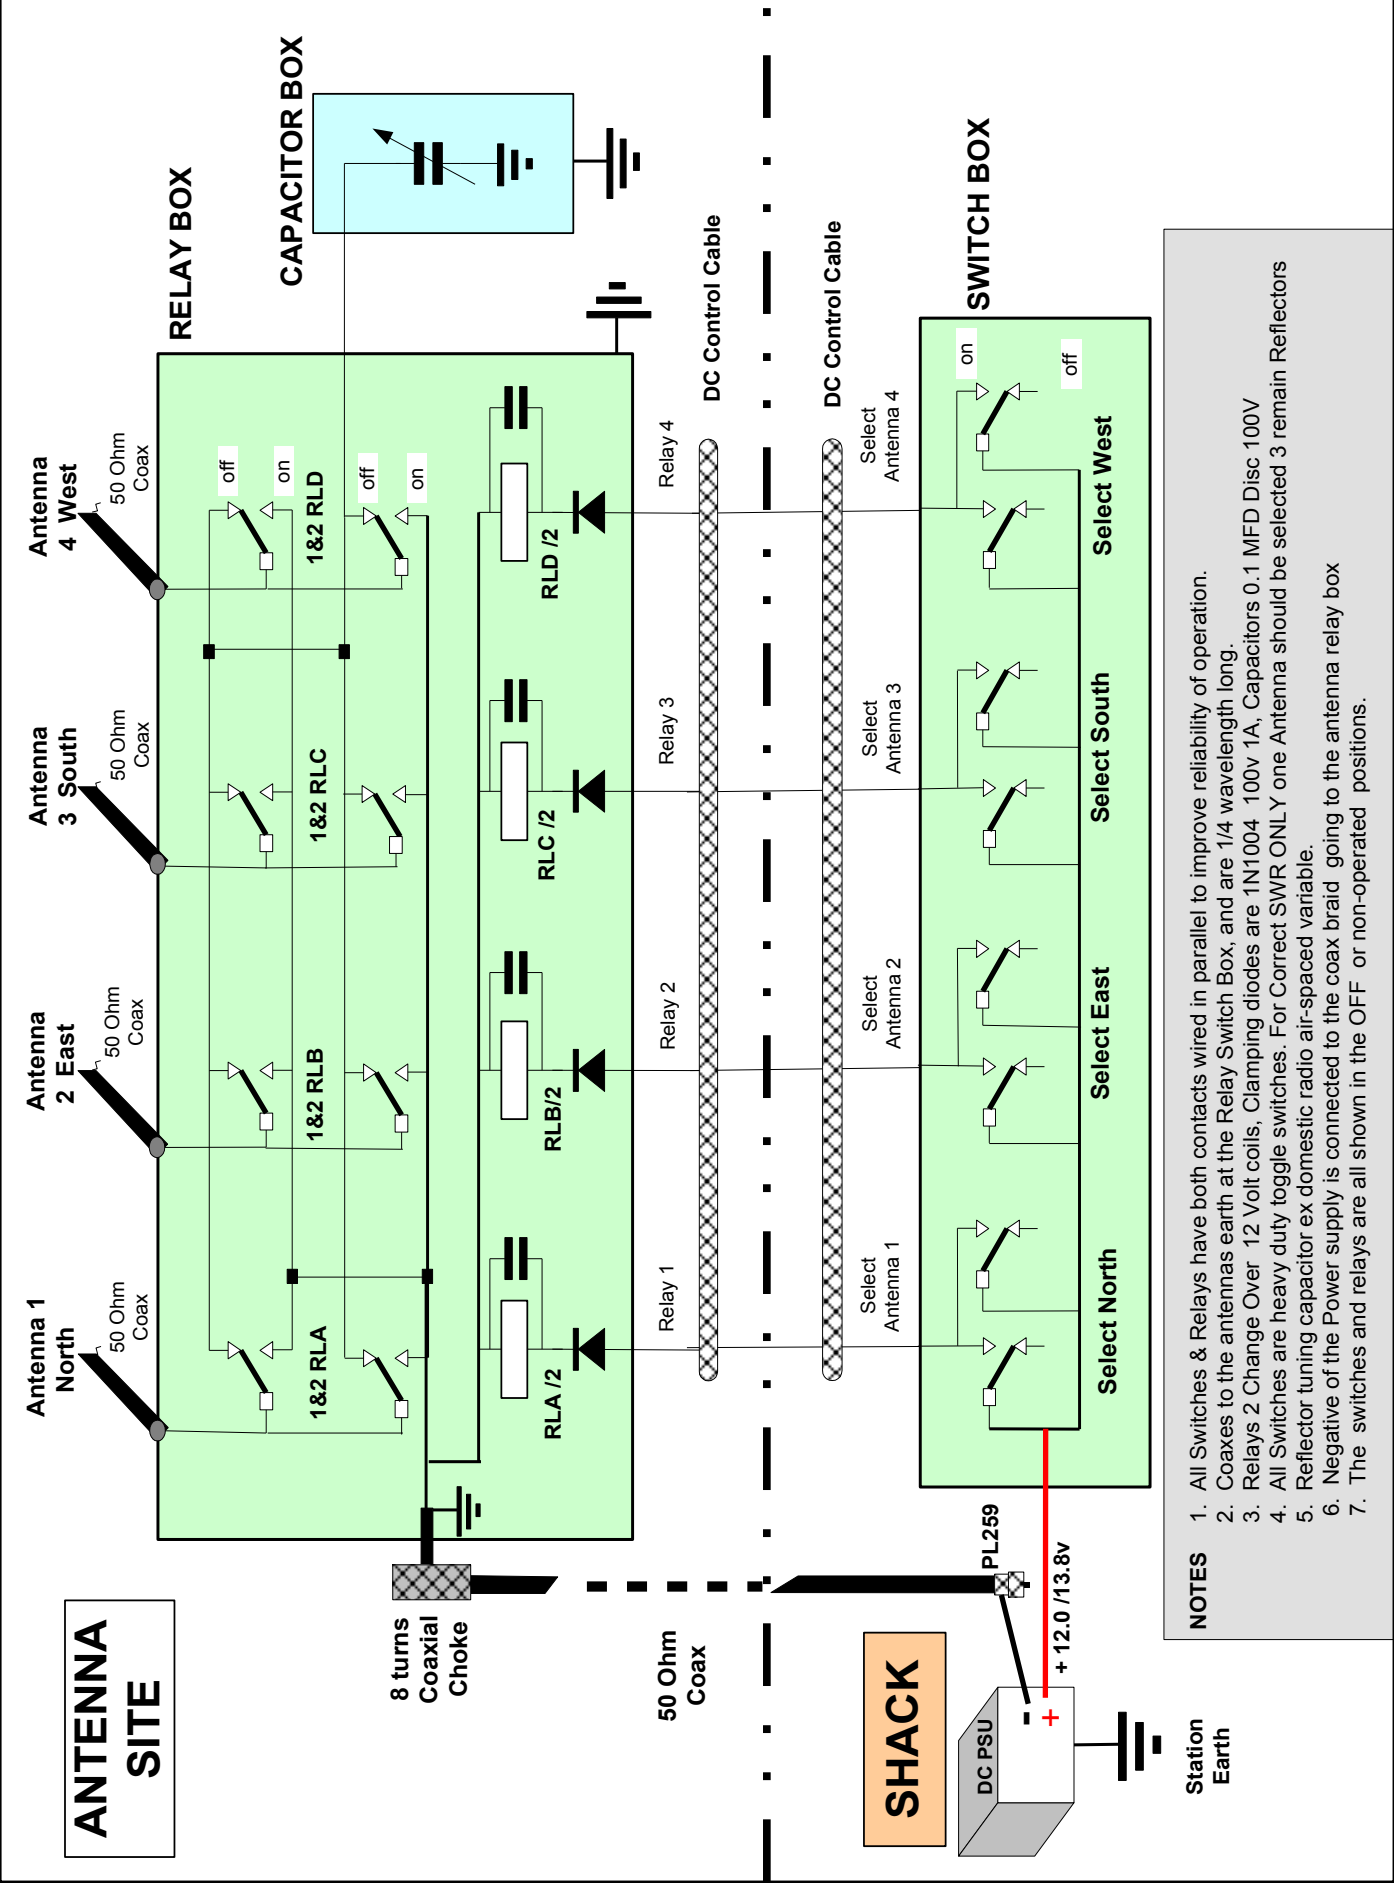 ANTENNA
SITE
Antenna 1
North
50 Ohm
Coax
Antenna
2 East
50 Ohm
Coax
Antenna
3 South
50 Ohm
Coax
Antenna
4 West
50 Ohm
Coax
RELAY BOX
CAPACITOR BOX
off
on
1&2 RLA
1&2 RLB
1&2 RLC
1&2 RLD
off
on
8 turns
Coaxial
Choke
RLA /2
RLB/2
RLC /2
RLD /2
50 Ohm
Coax
Relay 1
Relay 2
Relay 3
Relay 4
DC Control Cable
DC Control Cable
SHACK
Select
Antenna 1
Select
Antenna 2
Select
Antenna 3
Select
Antenna 4
SWITCH BOX
on
off
PL259
DC PSU
-
+
+ 12.0 /13.8v
Select North
Select East
Select South
Select West
Station
Earth
NOTES
1. All Switches & Relays have both contacts wired in parallel to improve reliability of operation.
2. Coaxes to the antennas earth at the Relay Switch Box, and are 1/4 wavelength long.
3. Relays 2 Change Over 12 Volt coils, Clamping diodes are 1N1004 100v 1A, Capacitors 0.1 MFD Disc 100V
4. All Switches are heavy duty toggle switches. For Correct SWR ONLY one Antenna should be selected 3 remain Reflectors
5. Reflector tuning capacitor ex domestic radio air-spaced variable.
6. Negative of the Power supply is connected to the coax braid going to the antenna relay box
7. The switches and relays are all shown in the OFF or non-operated positions.